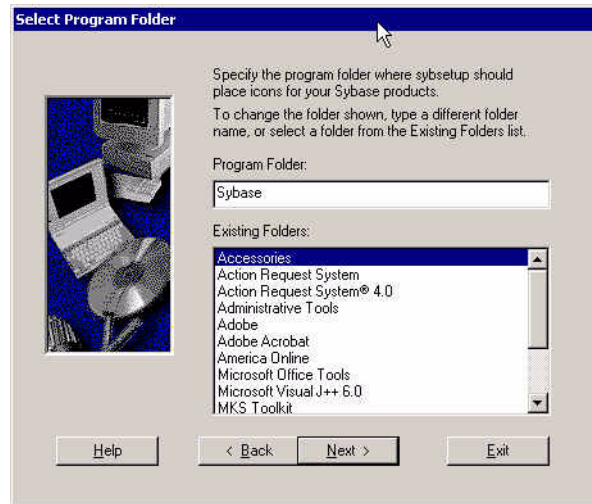 Select Program Folder
Specify the program folder where sybsetup should
place icons for your Sybase products.
To change the folder shown, type a different folder
name, or select a folder from the Existing Folders list.
Program Folder:
Sybase
Existing Folders:
Accessories
Action Request System
Action Request System® 4.0
Administrative Tools
Adobe
Adobe Acrobat
America Online
Microsoft Office Tools
Microsoft Visual J++ 6.0
MKS Toolkit
Help
< Back
Next >
Exit